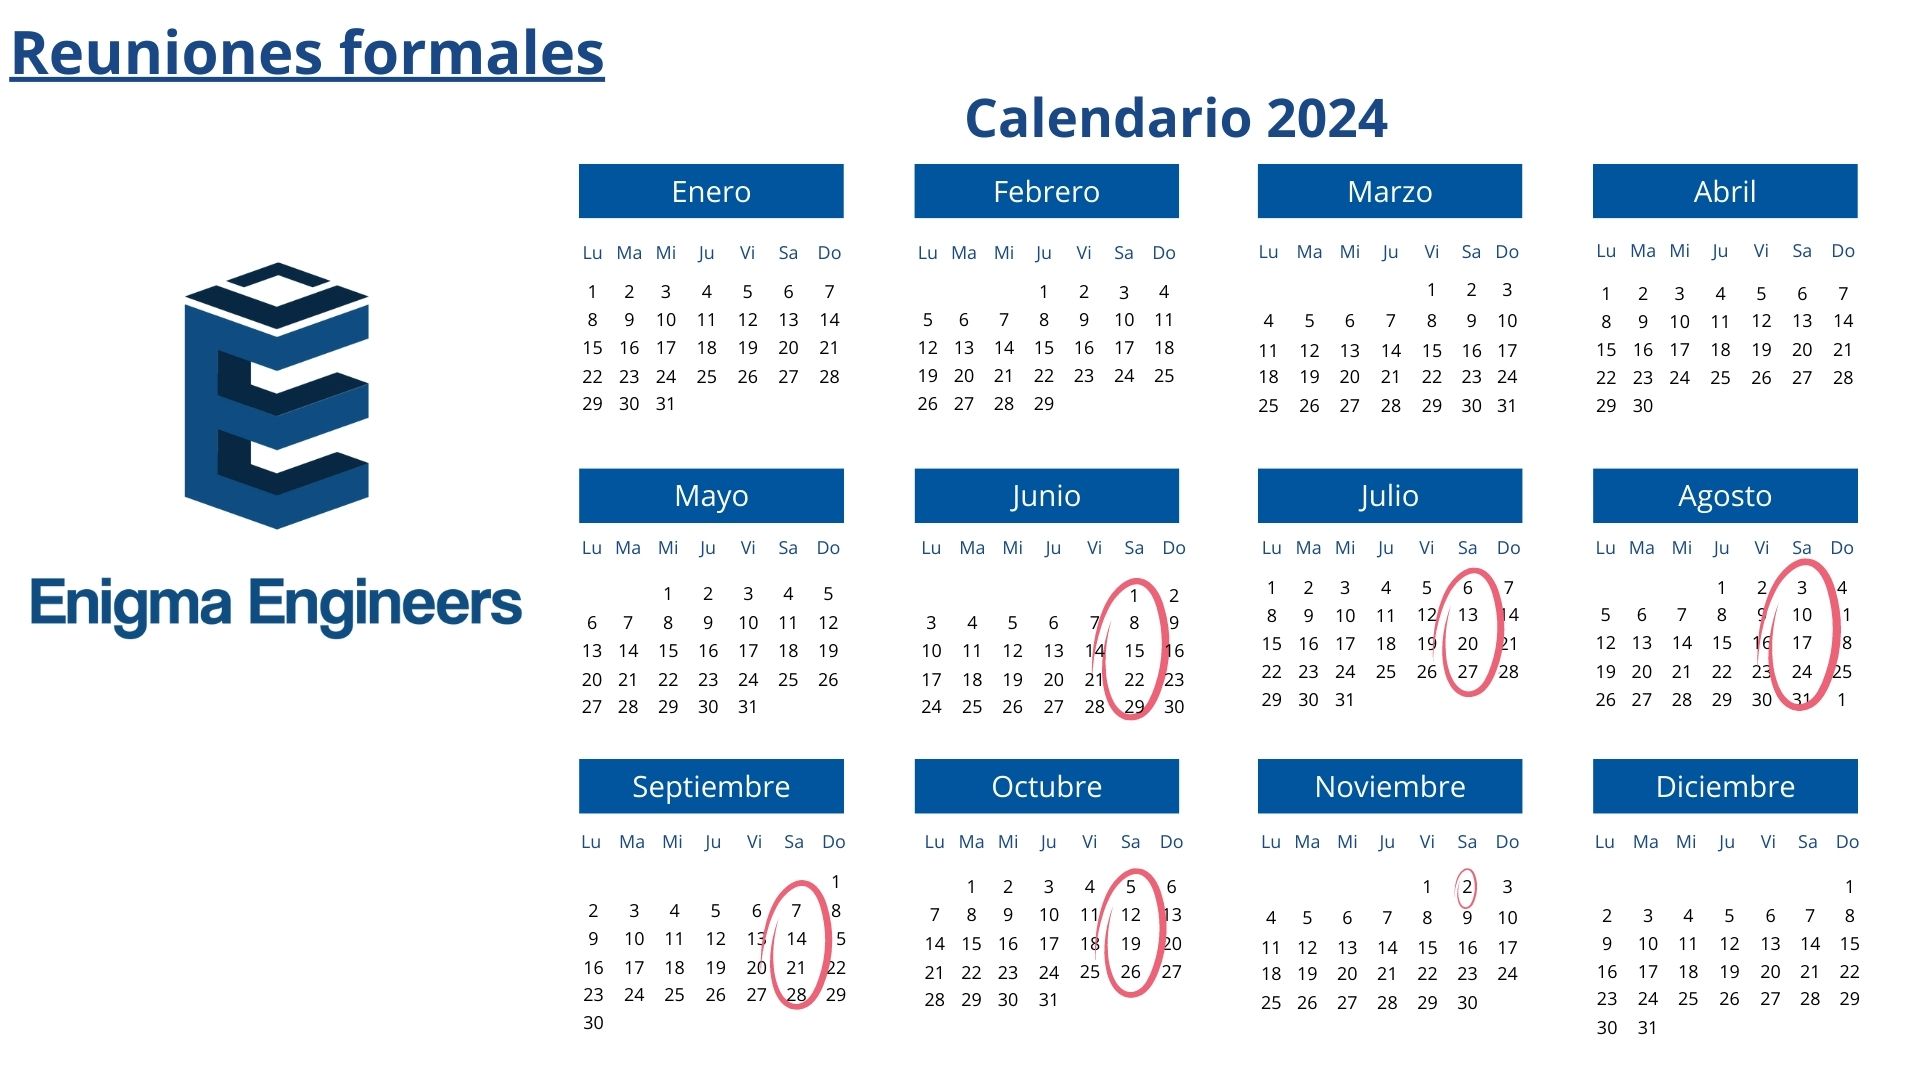 Reuniones formales
Calendario 2024
Enigma Engineers
Enero
Lu Ma Mi Ju Vi Sa Do
1 2 3 4 5 6 7
8 9 10 11 12 13 14
15 16 17 18 19 20 21
22 23 24 25 26 27 28
29 30 31
Febrero
Lu Ma Mi Ju Vi Sa Do
1 2 3 4
5 6 7 8 9 10 11
12 13 14 15 16 17 18
19 20 21 22 23 24 25
26 27 28 29
Marzo
Lu Ma Mi Ju Vi Sa Do
1 2 3
4 5 6 7 8 9 10
11 12 13 14 15 16 17
18 19 20 21 22 23 24
25 26 27 28 29 30 31
Abril
Lu Ma Mi Ju Vi Sa Do
1 2 3 4 5 6 7
8 9 10 11 12 13 14
15 16 17 18 19 20 21
22 23 24 25 26 27 28
29 30
Mayo
Lu Ma Mi Ju Vi Sa Do
1 2 3 4 5
6 7 8 9 10 11 12
13 14 15 16 17 18 19
20 21 22 23 24 25 26
27 28 29 30 31
Junio
Lu Ma Mi Ju Vi Sa Do
1 2
3 4 5 6 7 8 9
10 11 12 13 14 15 16
17 18 19 20 21 22 23
24 25 26 27 28 29 30
Julio
Lu Ma Mi Ju Vi Sa Do
1 2 3 4 5 6 7
8 9 10 11 12 13 14
15 16 17 18 19 20 21
22 23 24 25 26 27 28
29 30 31
Agosto
Lu Ma Mi Ju Vi Sa Do
1 2 3 4
5 6 7 8 9 10 1
12 13 14 15 16 17 8
19 20 21 22 23 24 25
26 27 28 29 30 31 1
Septiembre
Lu Ma Mi Ju Vi Sa Do
1
2 3 4 5 6 7 8
9 10 11 12 13 14 5
16 17 18 19 20 21 22
23 24 25 26 27 28 29
30
Octubre
Lu Ma Mi Ju Vi Sa Do
1 2 3 4 5 6
7 8 9 10 11 12 13
14 15 16 17 18 19 20
21 22 23 24 25 26 27
28 29 30 31
Noviembre
Lu Ma Mi Ju Vi Sa Do
1 2 3
4 5 6 7 8 9 10
11 12 13 14 15 16 17
18 19 20 21 22 23 24
25 26 27 28 29 30
Diciembre
Lu Ma Mi Ju Vi Sa Do
1
2 3 4 5 6 7 8
9 10 11 12 13 14 15
16 17 18 19 20 21 22
23 24 25 26 27 28 29
30 31